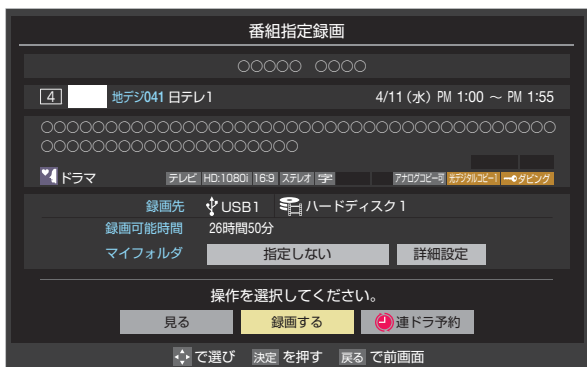 番組指定録画
○○○○○ ○○○○
4 地デジ041 日テレ1 4/11(水) PM 1:00 ～ PM 1:55
○○○○○○○○○○○○○○○○○○○○○○○○○○○○○○○○○○○○○○○○
○○○○○○○○○○○○○○○○○○○○
ドラマ テレビ HD:1080i 16:9 ステレオ 字 アナログコピー可 光デジタルコピー1 ダビング
録画先 USB1 ハードディスク1
録画可能時間 26時間50分
マイフォルダ 指定しない 詳細設定
操作を選択してください。
見る 録画する 連ドラ予約
で選び 決定 を押す 戻る で前画面